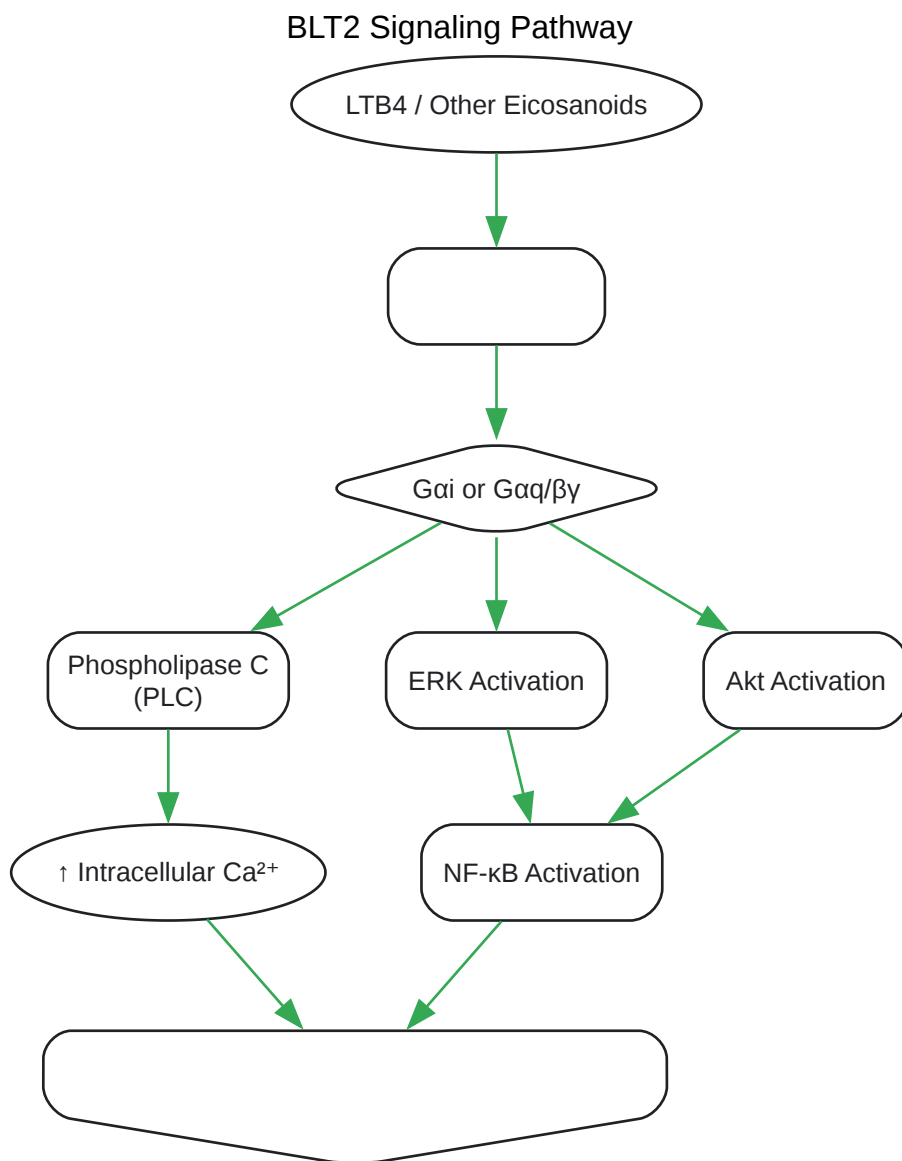 BLT2 Signaling Pathway
LTB4 / Other Eicosanoids
Gαi or Gαq/βγ
Phospholipase C
(PLC)
ERK Activation
Akt Activation
↑ Intracellular Ca²⁺
NF-κB Activation